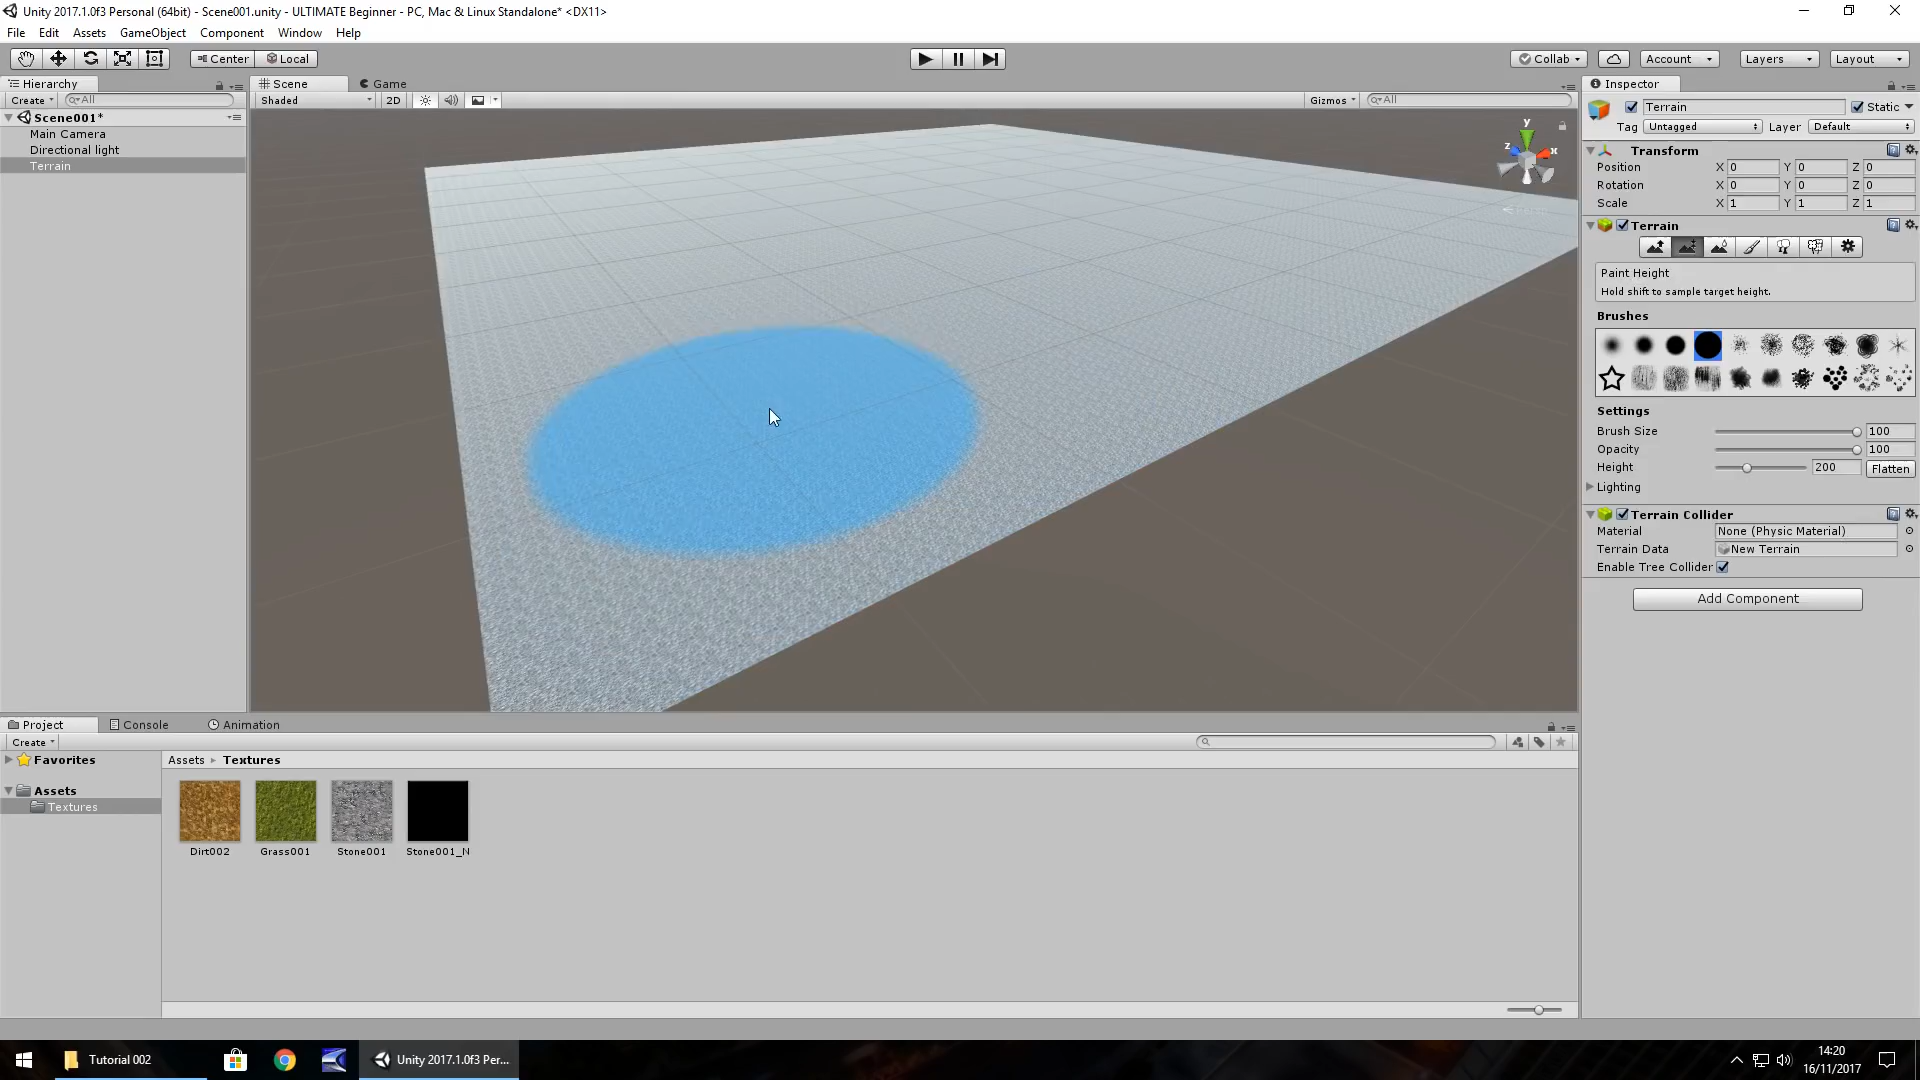 Unity 2017.1.0f3 Personal (64bit) - Scene001.unity - ULTIMATE Beginner - PC, Mac & Linux Standalone* <DX11>
File Edit Assets GameObject Component Window Help
Center Local Collab Account Layers Layout
Hierarchy Scene Game Inspector
Create All Shaded 2D Gizmos All
Terrain Static
Scene001*
Tag Untagged Layer Default
Main Camera
Directional light
Terrain
y
z
x
Transform
Position X 0 Y 0 Z 0
Rotation X 0 Y 0 Z 0
Scale X 1 Y 1 Z 1
Terrain
Paint Height
Hold shift to sample target height.
Brushes
Settings
Brush Size 100
Opacity 100
Height 200 Flatten
Lighting
Terrain Collider
Material None (Physic Material)
Terrain Data New Terrain
Enable Tree Collider
Add Component
Project Console Animation
Create
Favorites
Assets
Textures
Assets Textures
Dirt002 Grass001 Stone001 Stone001_N
Tutorial 002 Unity 2017.1.0f3 Per...
14:20
16/11/2017